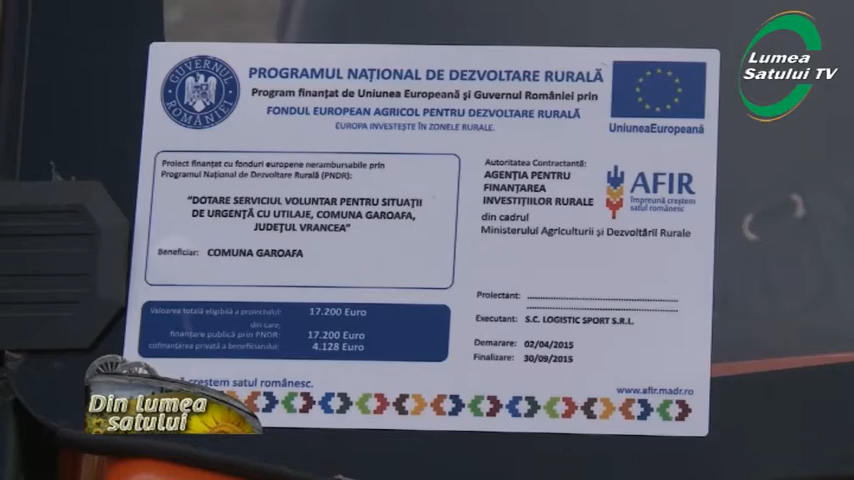 Lumea
Satului TV
GUVERNUL ROMÂNIEI
PROGRAMUL NAȚIONAL DE DEZVOLTARE RURALĂ
Program finanțat de Uniunea Europeană și Guvernul României prin
FONDUL EUROPEAN AGRICOL PENTRU DEZVOLTARE RURALĂ
EUROPA INVESTEȘTE ÎN ZONELE RURALE.
UniuneaEuropeană
Proiect finanțat cu fonduri europene nerambursabile prin
Programul Național de Dezvoltare Rurală (PNDR):
"DOTARE SERVICIUL VOLUNTAR PENTRU SITUAȚII
DE URGENȚĂ CU UTILAJE, COMUNA GAROAFA,
JUDEȚUL VRANCEA"
Beneficiar: COMUNA GAROAFA
Autoritatea Contractantă:
AGENȚIA PENTRU
FINANȚAREA
INVESTIȚIILOR RURALE
din cadrul
Ministerului Agriculturii și Dezvoltării Rurale
AFIR
Împreună creștem
satul românesc
Valoarea totală eligibilă a proiectului: 17.200 Euro
din care:
finanțare publică prin PNDR: 17.200 Euro
cofinanțarea privată a beneficiarului: 4.128 Euro
Proiectant:
Executant: S.C. LOGISTIC SPORT S.R.L.
Demarare: 02/04/2015
Finalizare: 30/09/2015
creștem satul românesc.
www.afir.madr.ro
Din lumea
satului